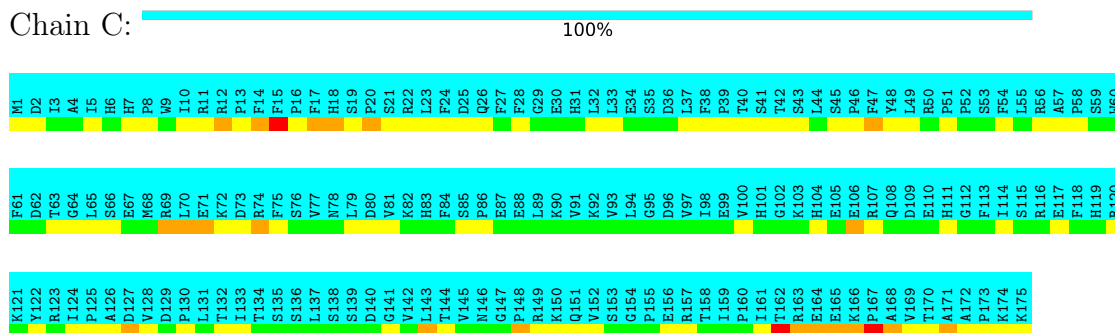 Chain C:
100%
M1 D2 I3 A4 I5 H6 H7 P8 W9 I10 R11 R12 P13 F14 F15 P16 F17 H18 S19 P20 S21 R22 L23 F24 D25 Q26 F27 F28 G29 E30 H31 L32 L33 E34 S35 D36 L37 F38 P39 T40 S41 T42 S43 L44 S45 P46 F47 Y48 L49 R50 P51 P52 S53 F54 L55 R56 A57 P58 S59
F61 D62 T63 G64 L65 S66 E67 M68 R69 L70 E71 T72 D73 R74 F75 S76 V77 N78 L79 D80 V81 K82 H83 F84 S85 P86 E87 E88 L89 K90 V91 K92 V93 L94 G95 D96 V97 I98 E99 V100 H101 G102 K103 H104 E105 E106 R107 Q108 D109 E110 H111 G112 F113 I114 S115 R116 E117 F118 H119
K121 Y122 R123 I124 P125 A126 D127 V128 D129 P130 L131 T132 I133 T134 S135 S136 L137 S138 S139 D140 G141 V142 L143 T144 V145 N146 G147 P148 R149 K150 Q151 V152 S153 G154 P155 E156 R157 T158 I159 P160 I161 T162 R163 E164 E165 K166 P167 A168 V169 T170 A171 A172 P173 K174 K175